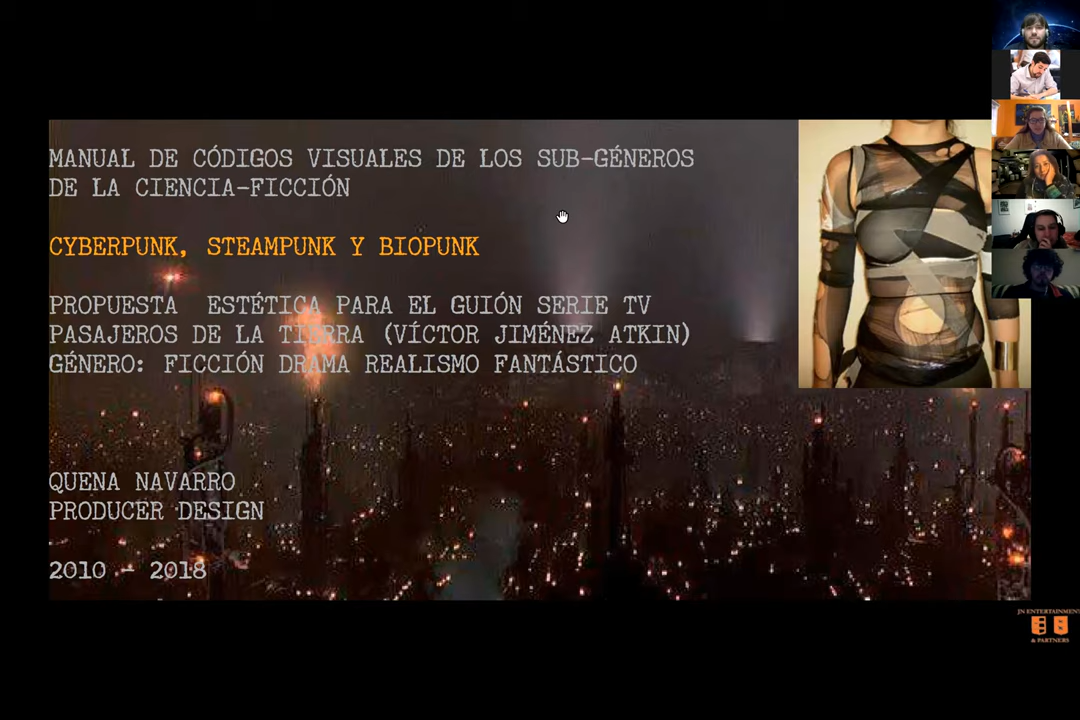 MANUAL DE CÓDIGOS VISUALES DE LOS SUB-GÉNEROS
DE LA CIENCIA-FICCIÓN
CYBERPUNK, STEAMPUNK Y BIOPUNK
PROPUESTA ESTÉTICA PARA EL GUIÓN SERIE TV
PASAJEROS DE LA TIERRA (VÍCTOR JIMÉNEZ ATKIN)
GÉNERO: FICCIÓN DRAMA REALISMO FANTÁSTICO
QUENA NAVARRO
PRODUCER DESIGN
2010 - 2018
JN ENTERTAINMENT
& PARTNERS